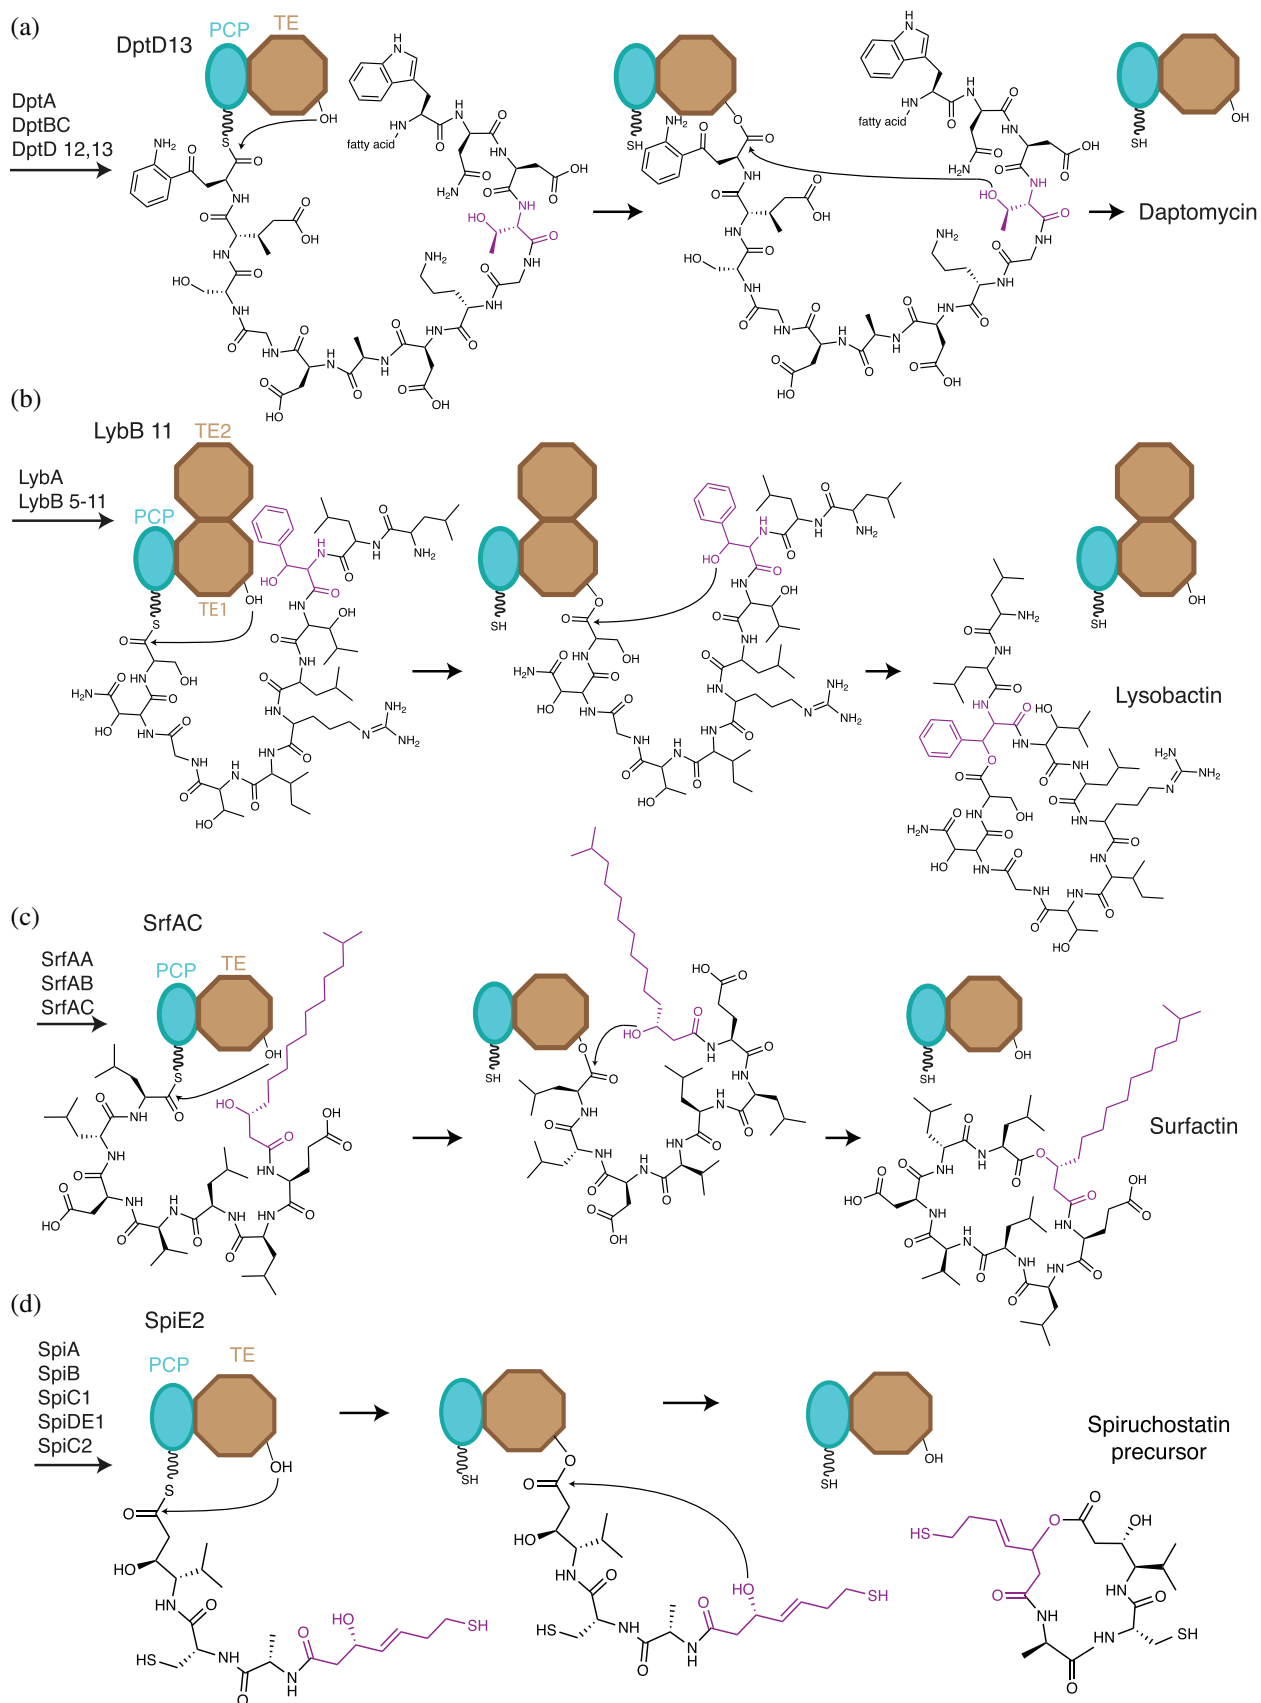 (a)
DptD13
PCP
TE
DptA
DptBC
DptD 12,13
fatty acid
fatty acid
Daptomycin
(b)
LybB 11
TE2
LybA
LybB 5-11
PCP
TE1
Lysobactin
(c)
SrfAC
SrfAA
SrfAB
SrfAC
PCP
TE
Surfactin
(d)
SpiE2
SpiA
SpiB
SpiC1
SpiDE1
SpiC2
PCP
TE
Spiruchostatin
precursor